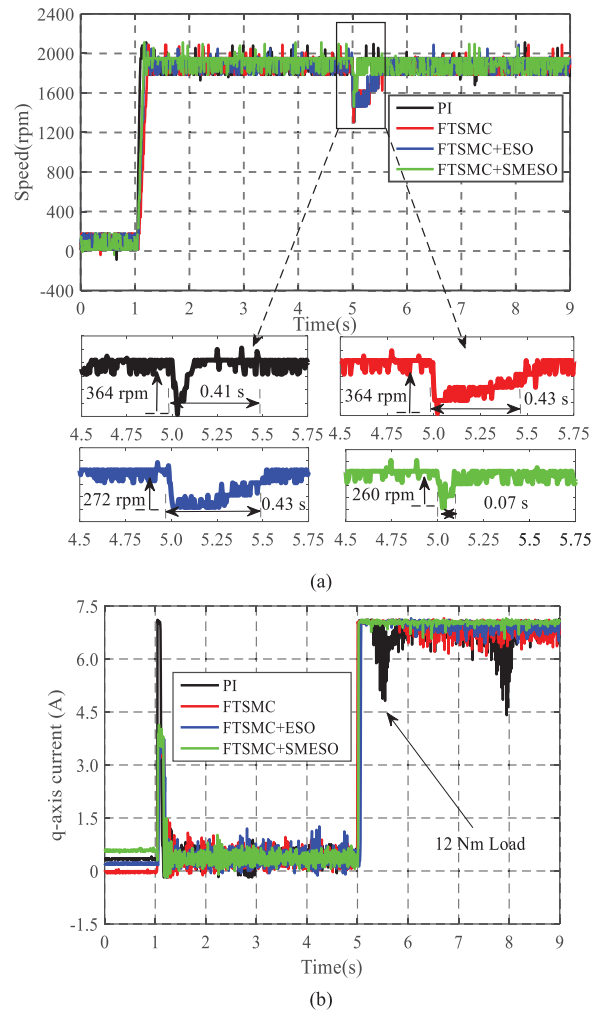 (a)
2400
2000
1600
1200
800
400
0
-400
Speed(rpm)
PI
FTSMC
FTSMC+ESO
FTSMC+SMESO
0 1 2 3 4 5 6 7 8 9
Time(s)
364 rpm
0.41 s
4.5 4.75 5.0 5.25 5.5 5.75
364 rpm
0.43 s
4.5 4.75 5.0 5.25 5.5 5.75
272 rpm
0.43 s
4.5 4.75 5.0 5.25 5.5 5.75
260 rpm
0.07 s
4.5 4.75 5.0 5.25 5.5 5.75
(a)
7.5
6.0
4.5
3.0
1.5
0
-1.5
q-axis current (A)
PI
FTSMC
FTSMC+ESO
FTSMC+SMESO
12 Nm Load
0 1 2 3 4 5 6 7 8 9
Time(s)
(b)